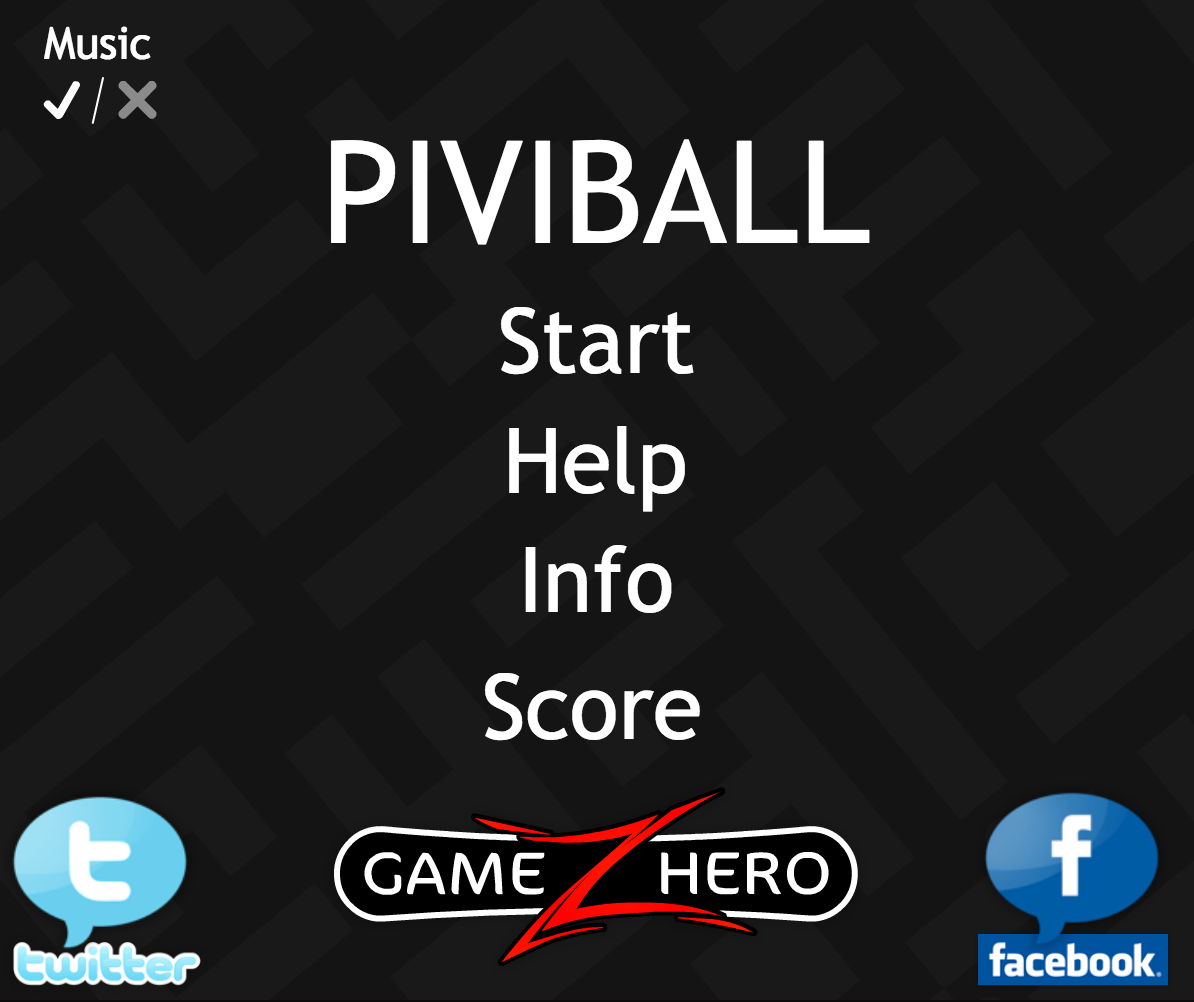 Music
PIVIBALL
Start
Help
Info
Score
t
twitter
GAME Z HERO
f
facebook.